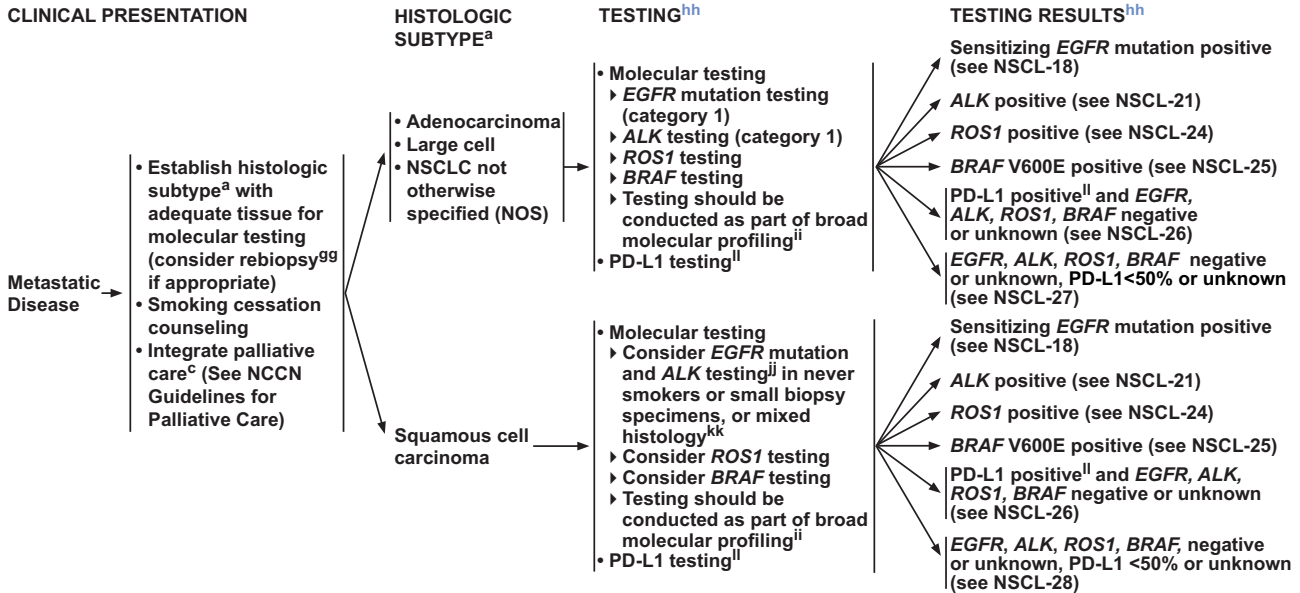 CLINICAL PRESENTATION
HISTOLOGIC
SUBTYPEa
TESTINGhh
TESTING RESULTShh
Metastatic
Disease
• Establish histologic
subtypea with
adequate tissue for
molecular testing
(consider rebiopsygg
if appropriate)
• Smoking cessation
counseling
• Integrate palliative
carec (See NCCN
Guidelines for
Palliative Care)
• Adenocarcinoma
• Large cell
• NSCLC not
otherwise
specified (NOS)
• Molecular testing
▸ EGFR mutation testing
(category 1)
▸ ALK testing (category 1)
▸ ROS1 testing
▸ BRAF testing
▸ Testing should be
conducted as part of broad
molecular profilingii
• PD-L1 testingll
Sensitizing EGFR mutation positive
(see NSCL-18)
ALK positive (see NSCL-21)
ROS1 positive (see NSCL-24)
BRAF V600E positive (see NSCL-25)
PD-L1 positivell and EGFR,
ALK, ROS1, BRAF negative
or unknown (see NSCL-26)
EGFR, ALK, ROS1, BRAF negative
or unknown, PD-L1<50% or unknown
(see NSCL-27)
Squamous cell
carcinoma
• Molecular testing
▸ Consider EGFR mutation
and ALK testingjj in never
smokers or small biopsy
specimens, or mixed
histologykk
▸ Consider ROS1 testing
▸ Consider BRAF testing
▸ Testing should be
conducted as part of broad
molecular profilingii
• PD-L1 testingll
Sensitizing EGFR mutation positive
(see NSCL-18)
ALK positive (see NSCL-21)
ROS1 positive (see NSCL-24)
BRAF V600E positive (see NSCL-25)
PD-L1 positivell and EGFR, ALK,
ROS1, BRAF negative or unknown
(see NSCL-26)
EGFR, ALK, ROS1, BRAF, negative
or unknown, PD-L1 <50% or unknown
(see NSCL-28)